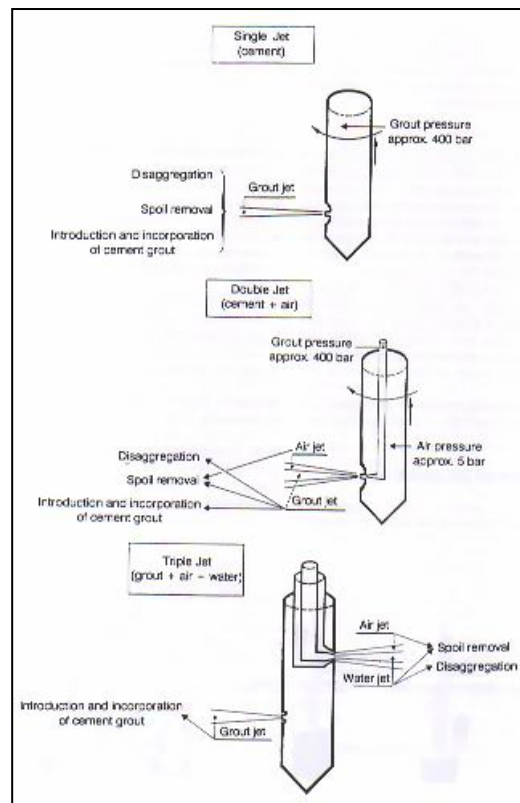 Single Jet
(cement)
Grout pressure
approx. 400 bar
Disaggregation
Grout jet
Spoil removal
Introduction and incorporation
of cement grout
Double Jet
(cement + air)
Grout pressure
approx. 400 bar
Air pressure
approx. 5 bar
Air jet
Disaggregation
Spoil removal
Introduction and incorporation
of cement grout
Grout jet
Triple Jet
(grout + air - water)
Air jet
Spoil removal
Disaggregation
Water jet
Introduction and incorporation
of cement grout
Grout jet